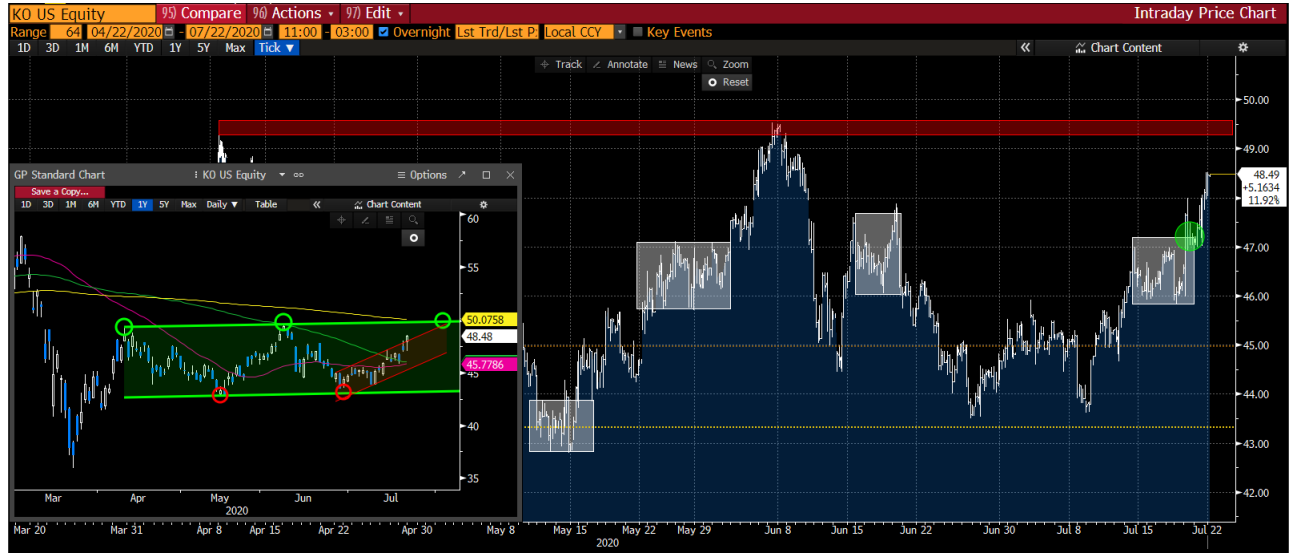 KO US Equity 95) Compare 96) Actions 97) Edit Intraday Price Chart
Range 64 04/22/2020 - 07/22/2020 11:00 - 03:00 Overnight Lst Trd/Lst P: Local CCY Key Events
1D 3D 1M 6M YTD 1Y 5Y Max Tick ▼ « Chart Content
Track Annotate News Zoom
Reset
50.00
49.00
48.49
+5.1634
11.92%
47.00
46.00
45.00
44.00
43.00
42.00
GP Standard Chart KO US Equity Options
Save a Copy...
1D 3D 1M 6M YTD 1Y 5Y Max Daily ▼ Table « Chart Content
60
55
50.0758
48.48
45.7786
45
40
35
Mar Apr May Jun Jul
2020
Mar 20 Mar 31 Apr 8 Apr 15 Apr 22 Apr 30 May 8 May 15 May 22 May 29 Jun 8 Jun 15 Jun 22 Jun 30 Jul 8 Jul 15 Jul 22
2020